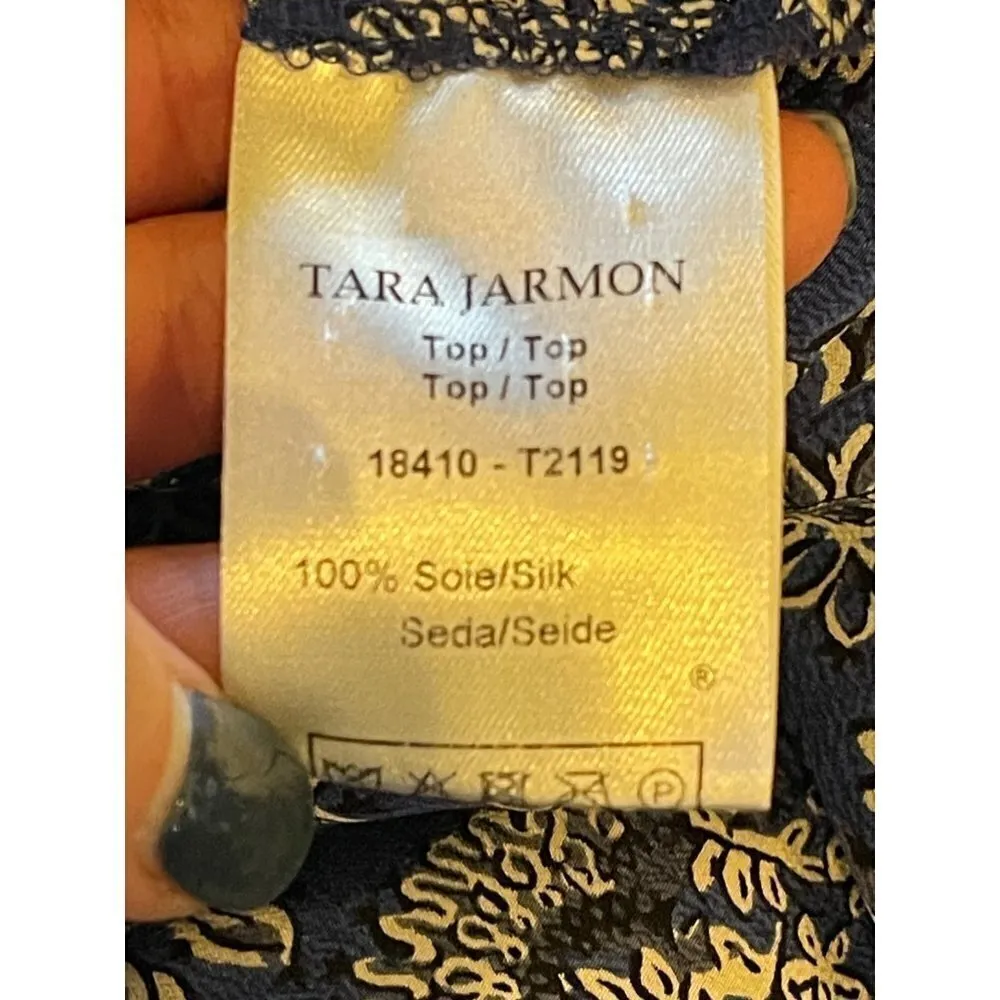 TARA JARMON
Top / Top
Top / Top
18410 - T2119
100% Soie/Silk
Seda/Seide
®
P